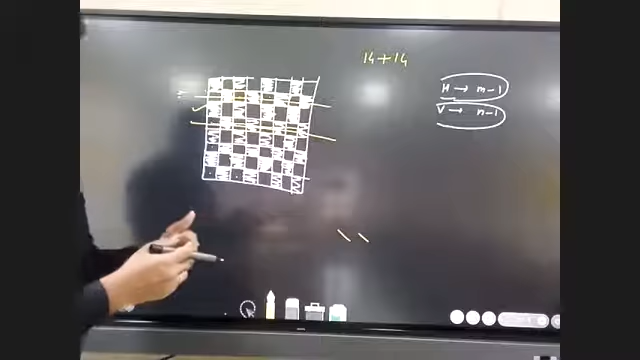 14+14
H → m-1
V → n-1